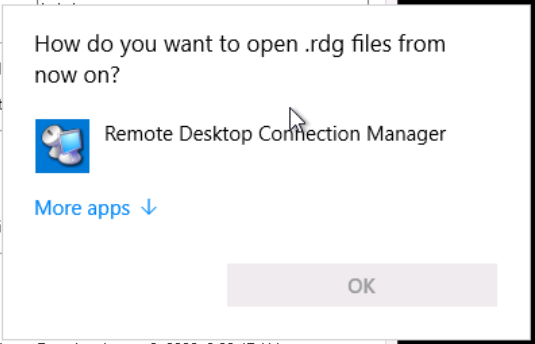 How do you want to open .rdg files from
now on?
Remote Desktop Connection Manager
More apps ↓
OK